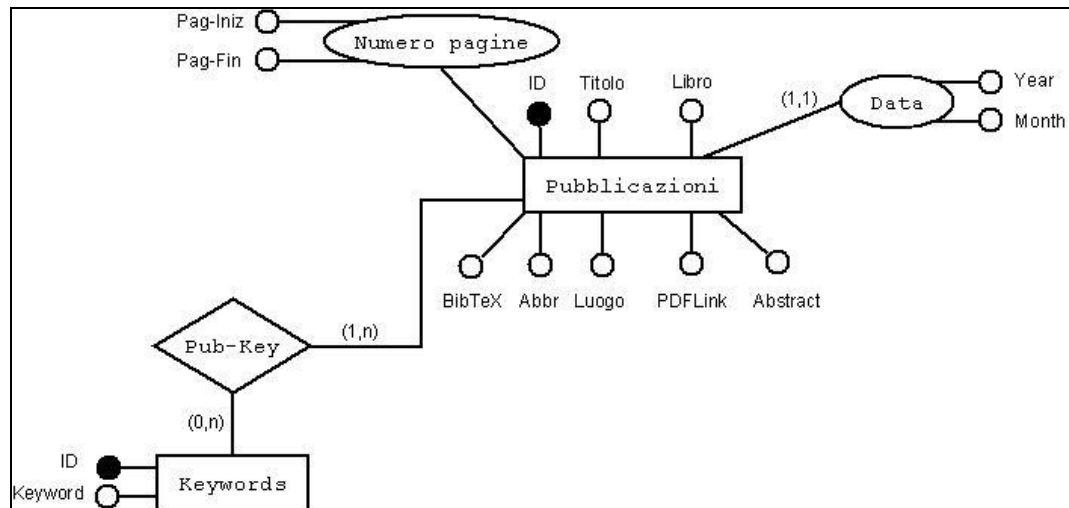 Pag-Iniz
Numero pagine
Pag-Fin
ID
Titolo
Libro
(1,1)
Data
Year
Month
Pubblicazioni
BibTeX
Abbr
Luogo
PDFLink
Abstract
Pub-Key
(1,n)
(0,n)
ID
Keyword
Keywords